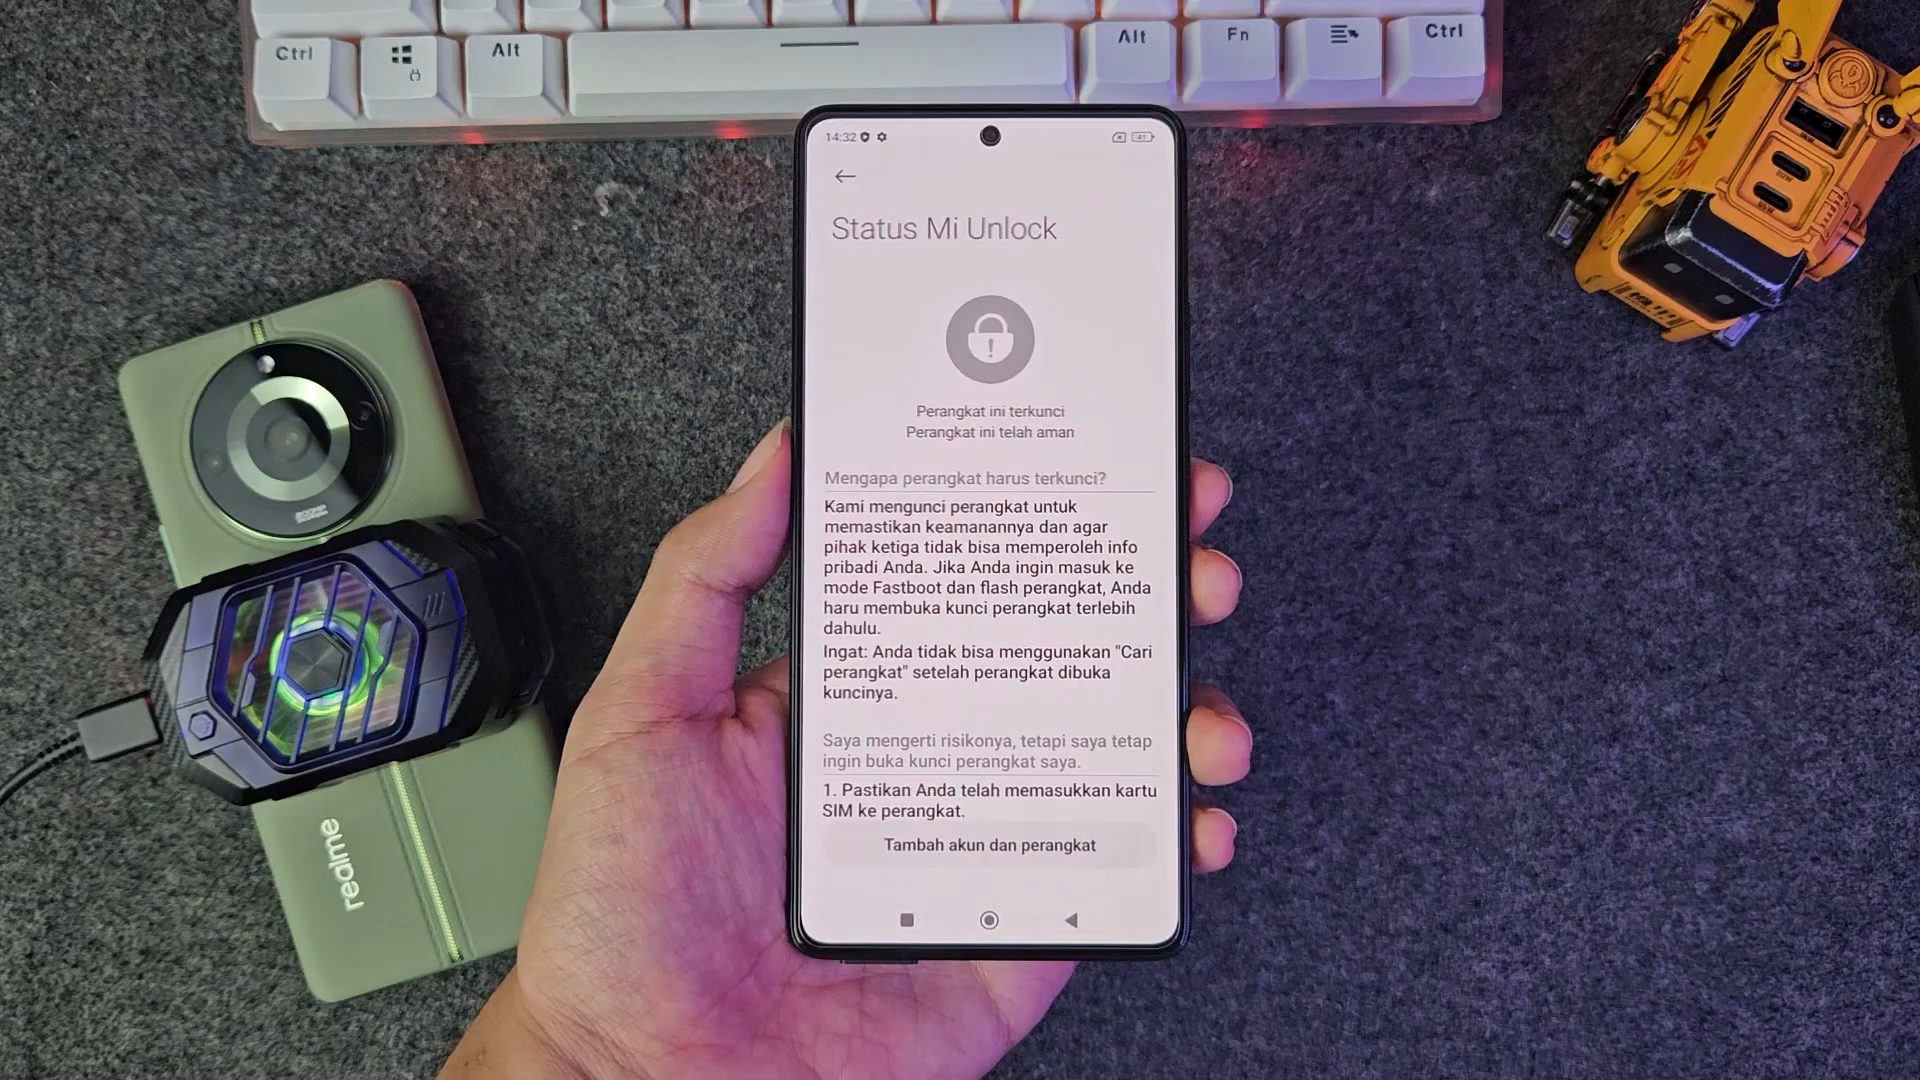 Ctrl
Alt
Alt
Fn
Ctrl
14:32
41
Status Mi Unlock
Perangkat ini terkunci
Perangkat ini telah aman
Mengapa perangkat harus terkunci?
Kami mengunci perangkat untuk
memastikan keamanannya dan agar
pihak ketiga tidak bisa memperoleh info
pribadi Anda. Jika Anda ingin masuk ke
mode Fastboot dan flash perangkat, Anda
haru membuka kunci perangkat terlebih
dahulu.
Ingat: Anda tidak bisa menggunakan "Cari
perangkat" setelah perangkat dibuka
kuncinya.
Saya mengerti risikonya, tetapi saya tetap
ingin buka kunci perangkat saya.
1. Pastikan Anda telah memasukkan kartu
SIM ke perangkat.
Tambah akun dan perangkat
realme